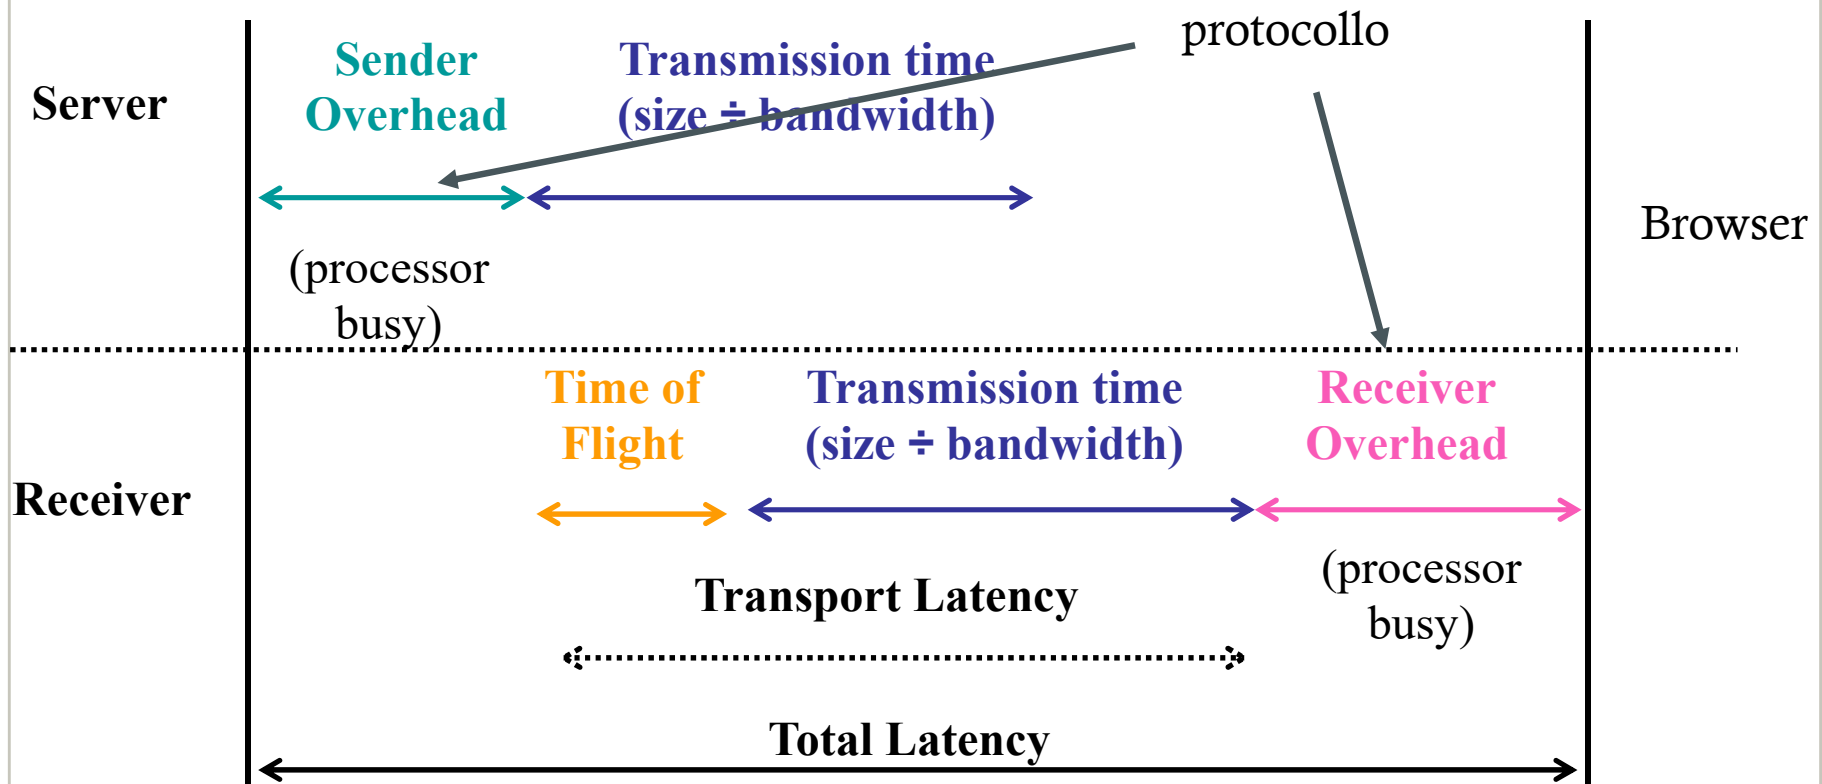 protocollo
Sender
Overhead
Transmission time
(size ÷ bandwidth)
Server
Browser
(processor
busy)
Time of
Flight
Transmission time
(size ÷ bandwidth)
Receiver
Overhead
Receiver
(processor
busy)
Transport Latency
Total Latency